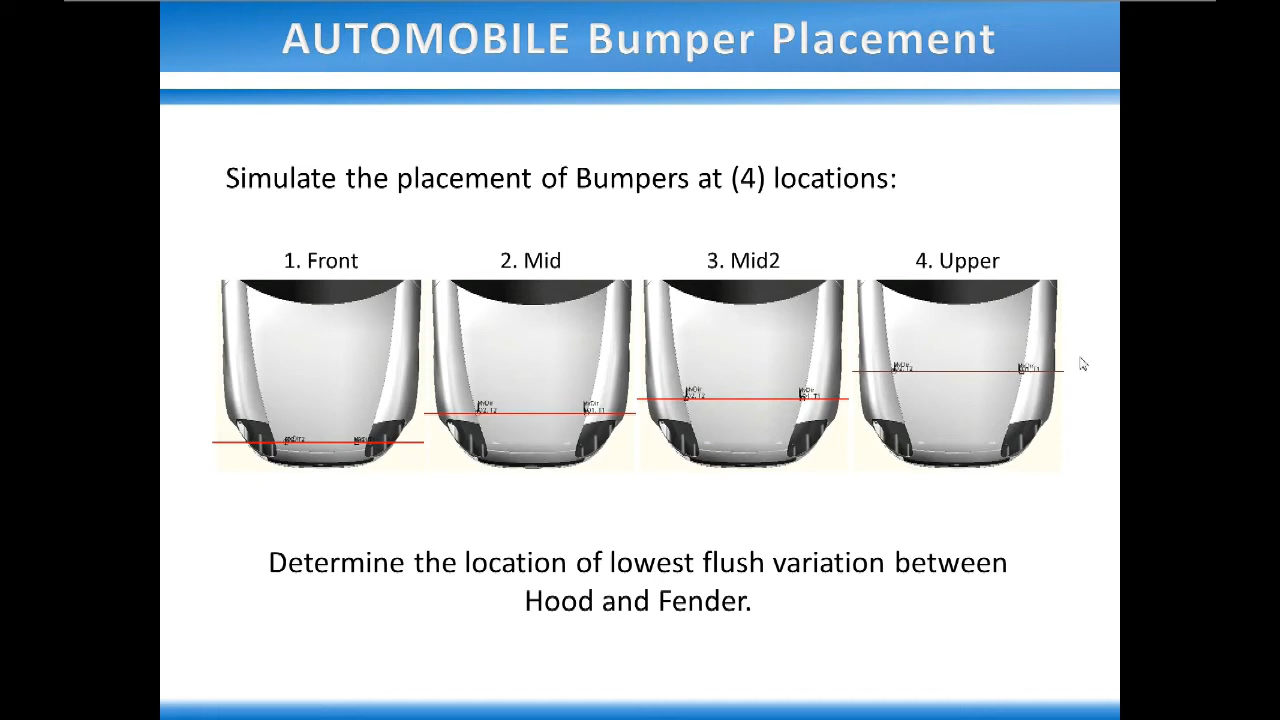 AUTOMOBILE Bumper Placement
Simulate the placement of Bumpers at (4) locations:
1. Front
2. Mid
3. Mid2
4. Upper
Determine the location of lowest flush variation between
Hood and Fender.